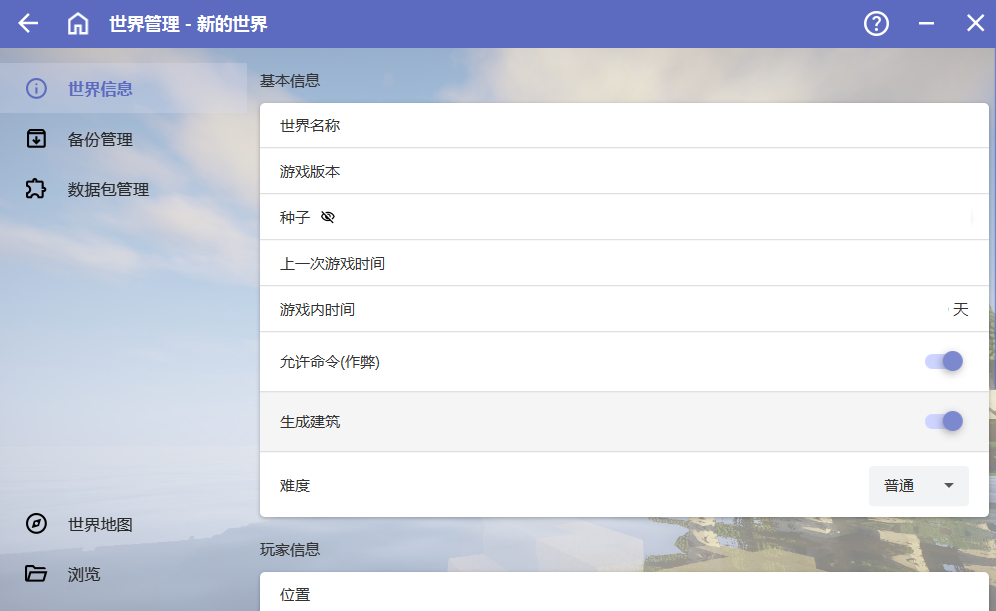 世界管理 - 新的世界
世界信息
备份管理
数据包管理
世界地图
浏览
基本信息
世界名称
游戏版本
种子
上一次游戏时间
游戏内时间
天
允许命令(作弊)
生成建筑
难度
普通
玩家信息
位置